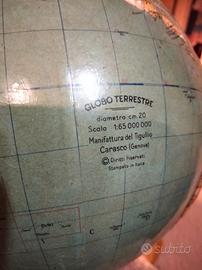 GLOBO TERRESTRE
diametro cm. 20
Scala 1:65 000 000
Manifattura del Tigullio
Carasco (Genova)
© Diritti riservati
Stampato in Italia
C
subito